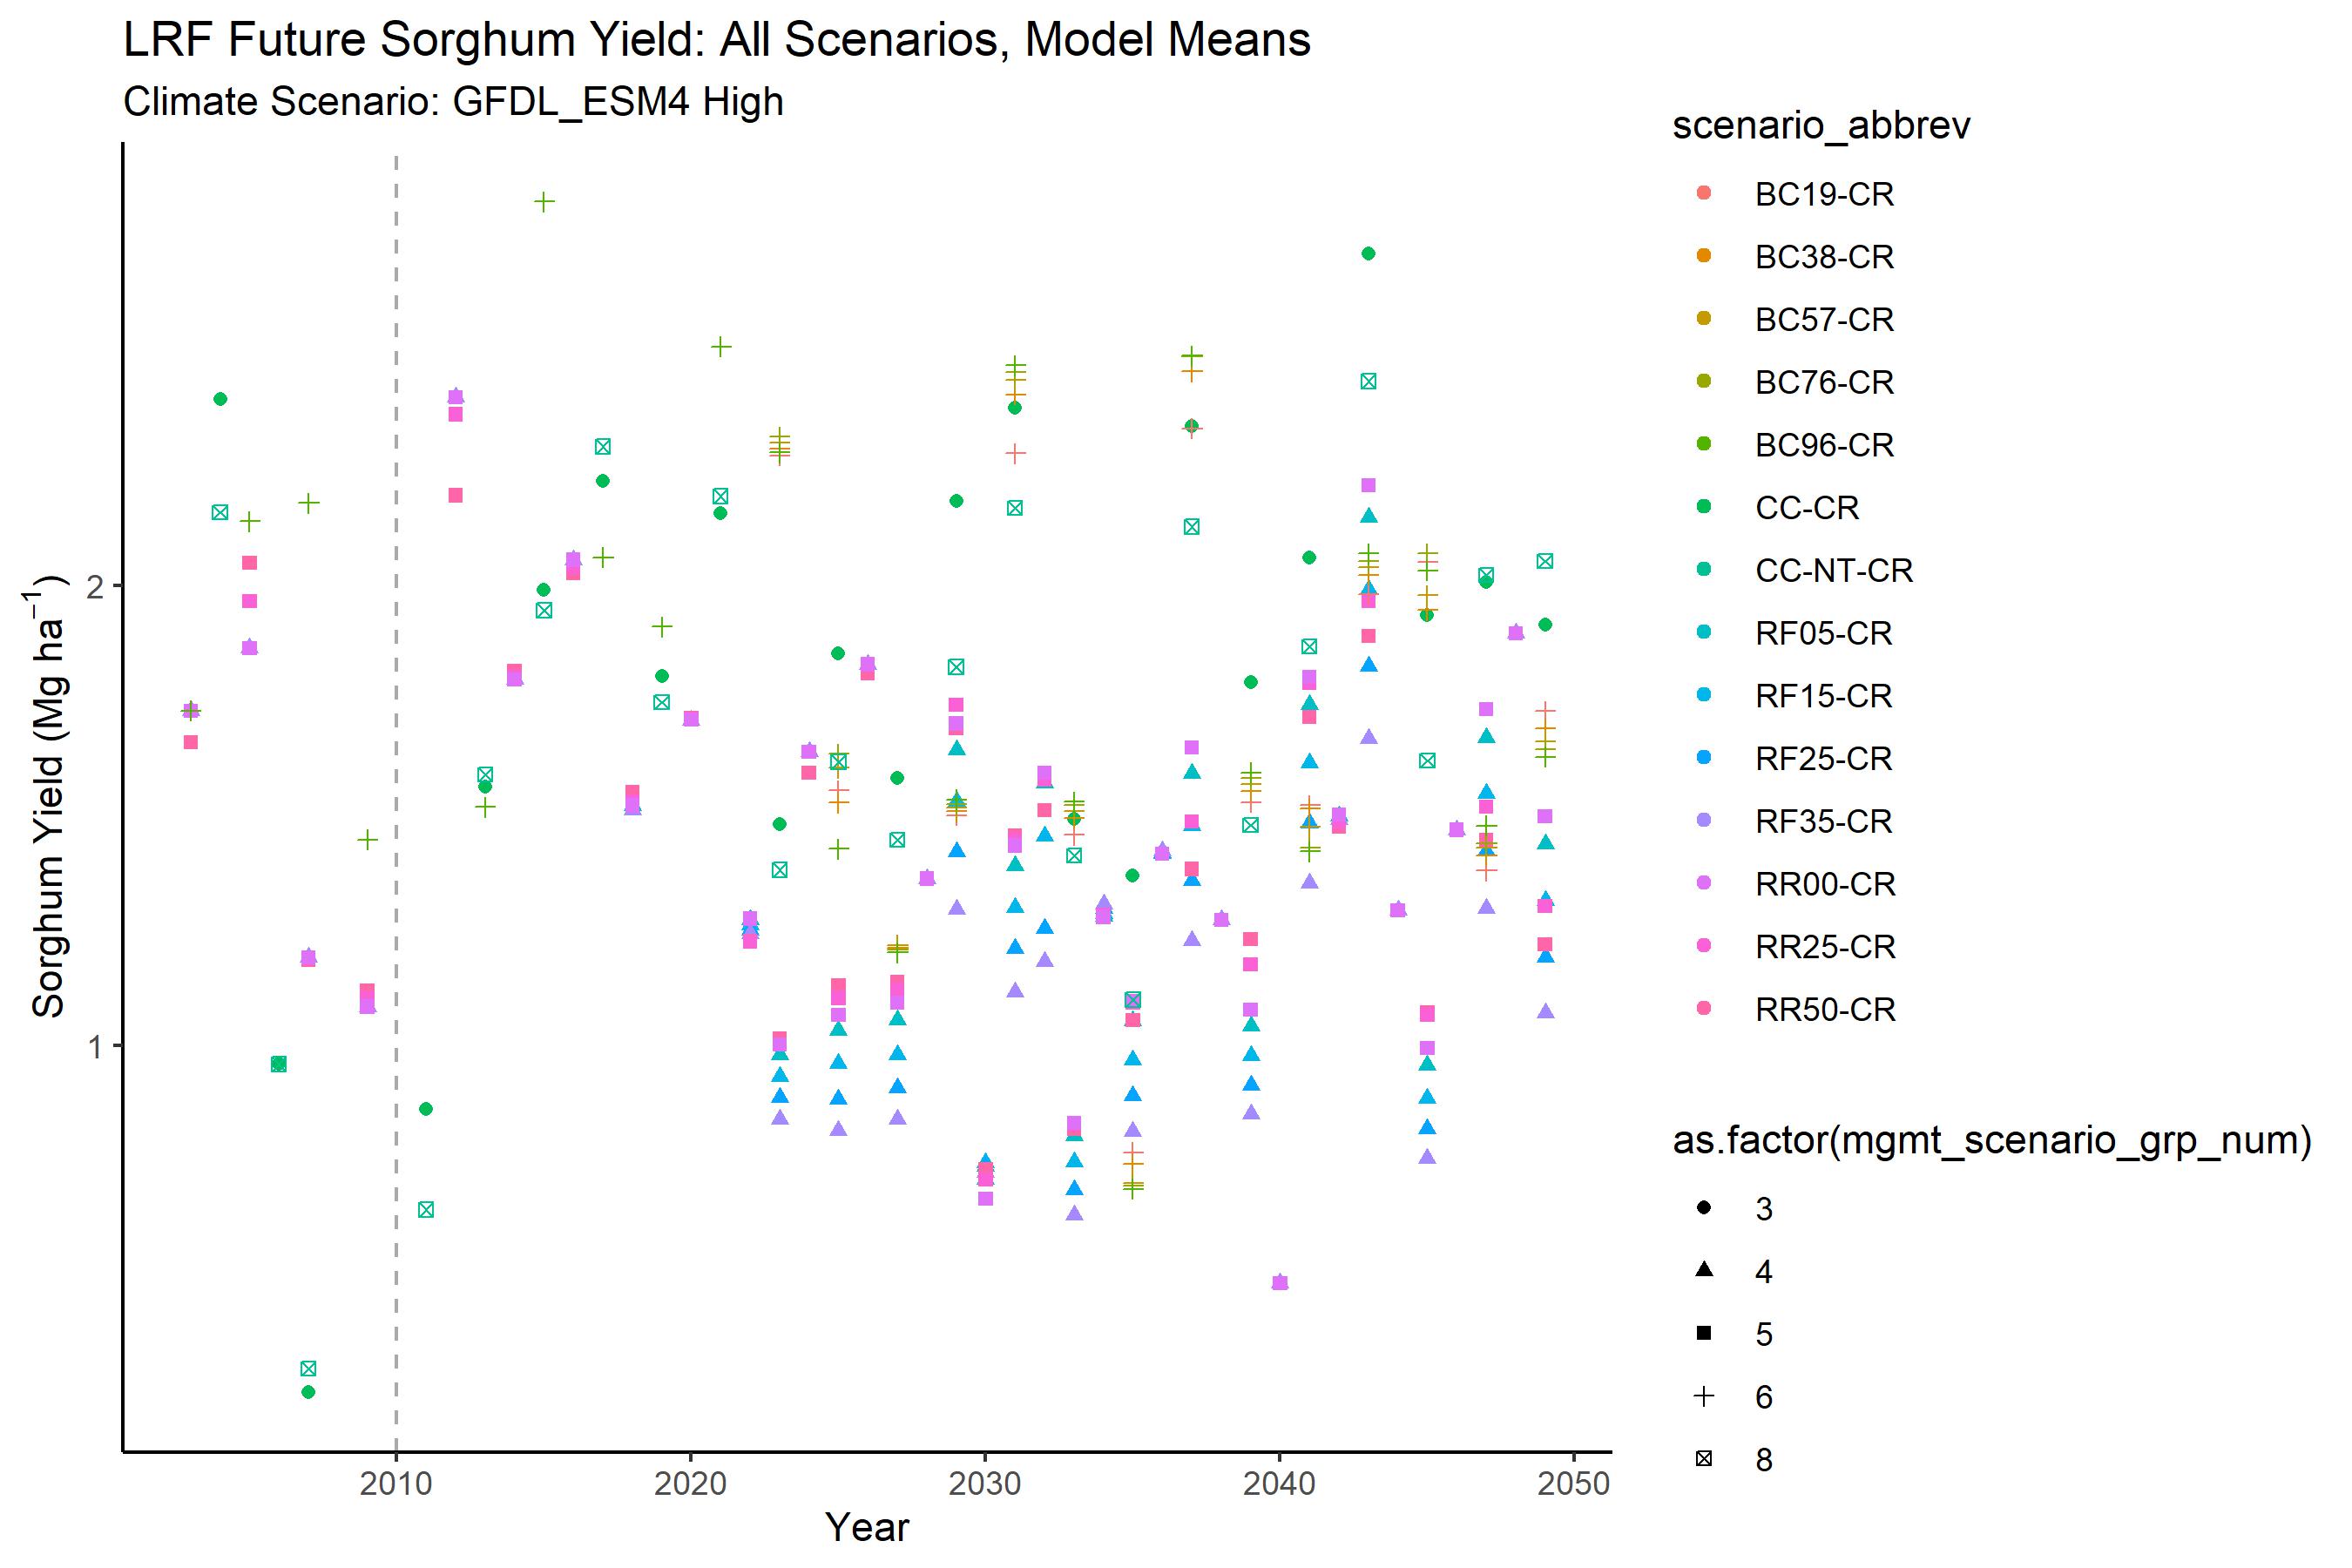 LRF Future Sorghum Yield: All Scenarios, Model Means
Climate Scenario: GFDL_ESM4 High
Sorghum Yield (Mg ha⁻¹)
2
1
2010
2020
2030
2040
2050
Year
scenario_abbrev
BC19-CR
BC38-CR
BC57-CR
BC76-CR
BC96-CR
CC-CR
CC-NT-CR
RF05-CR
RF15-CR
RF25-CR
RF35-CR
RR00-CR
RR25-CR
RR50-CR
as.factor(mgmt_scenario_grp_num)
3
4
5
6
8